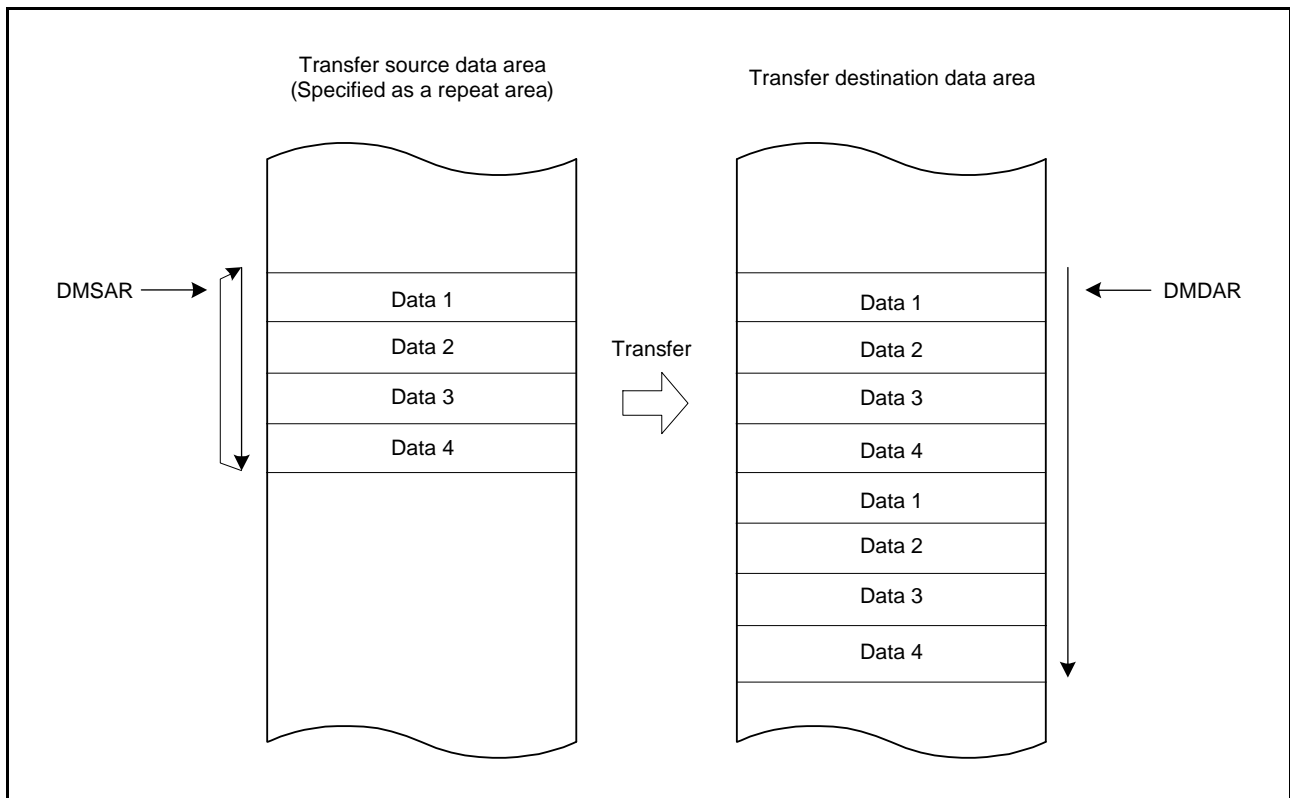 Transfer source data area
(Specified as a repeat area)
Transfer destination data area
DMSAR
Data 1
Data 2
Data 3
Data 4
Transfer
Data 1
Data 2
Data 3
Data 4
Data 1
Data 2
Data 3
Data 4
DMDAR